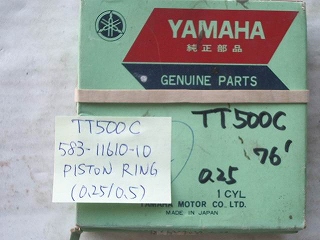 YAMAHA
純正部品
GENUINE PARTS
TT500C
76'
0.25
1 CYL
YAMAHA MOTOR CO. LTD.
MADE IN JAPAN
TT500C
583-11610-10
PISTON RING
(0.25/0.5)